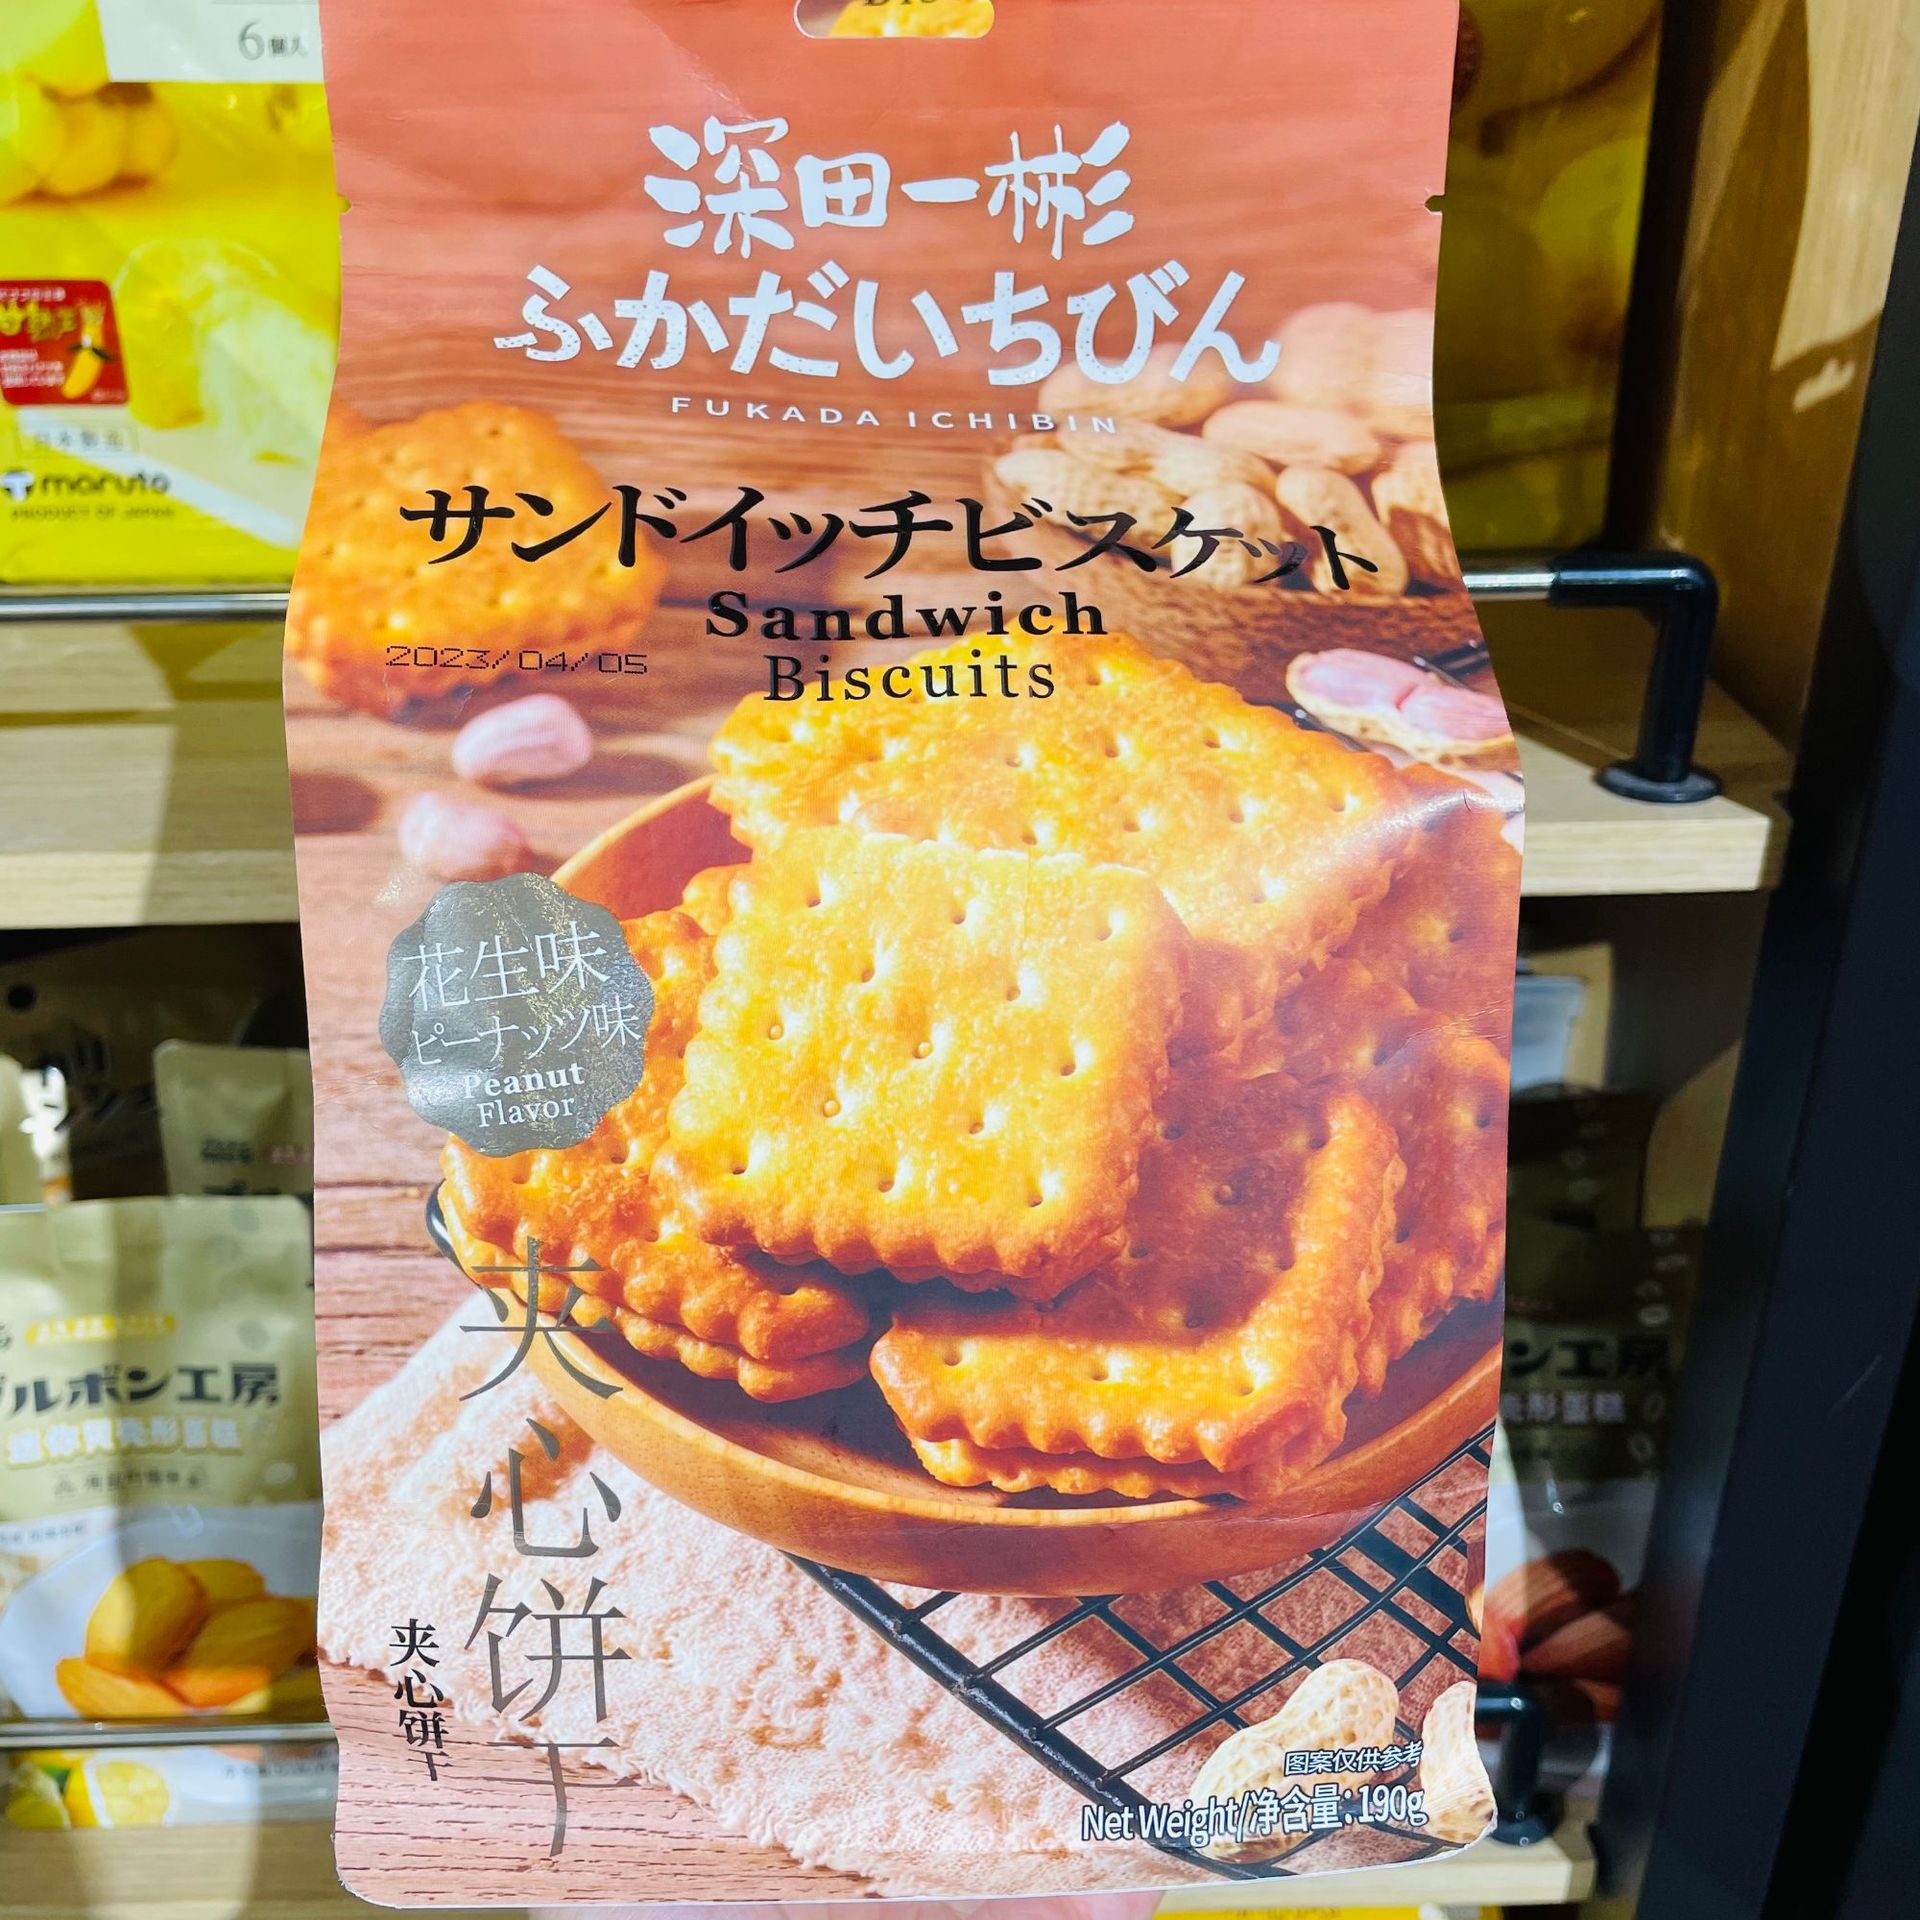 6個入
深田一彬
ふかだいちびん
FUKADA ICHIBIN
maruto
PRODUCT OF JAPAN
サンドイッチビスケット
Sandwich
Biscuits
2023/04/05
花生味
ピーナッツ味
Peanut
Flavor
夹心饼干
夹心饼干
ルボン工房
ン工房
图案仅供参考
Net Weight/净含量:190g